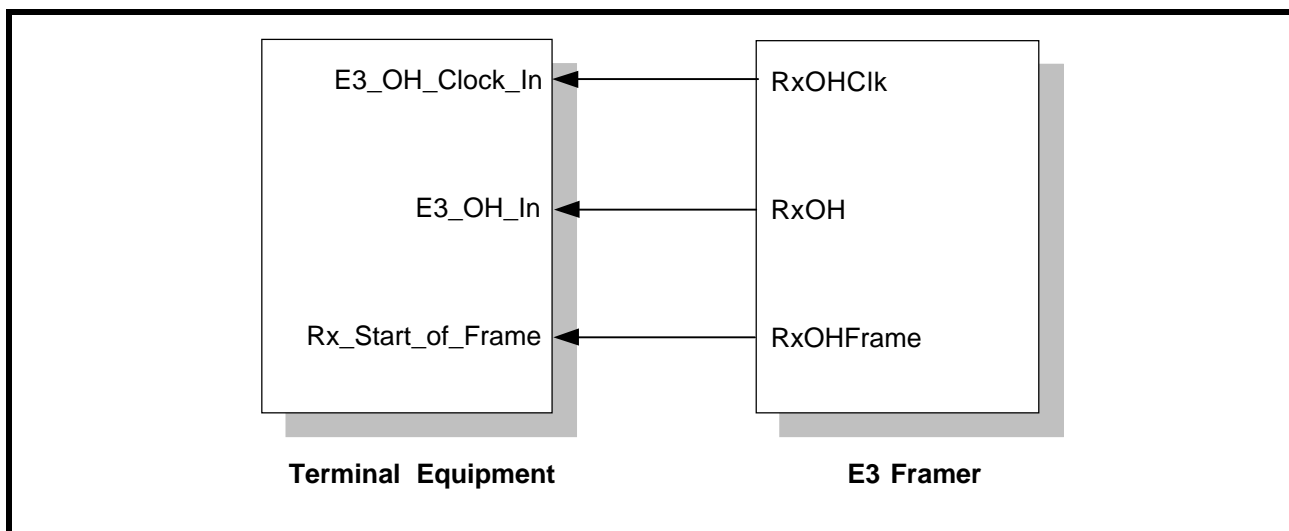 E3_OH_Clock_In
RxOHClk
E3_OH_In
RxOH
Rx_Start_of_Frame
RxOHFrame
Terminal Equipment
E3 Framer